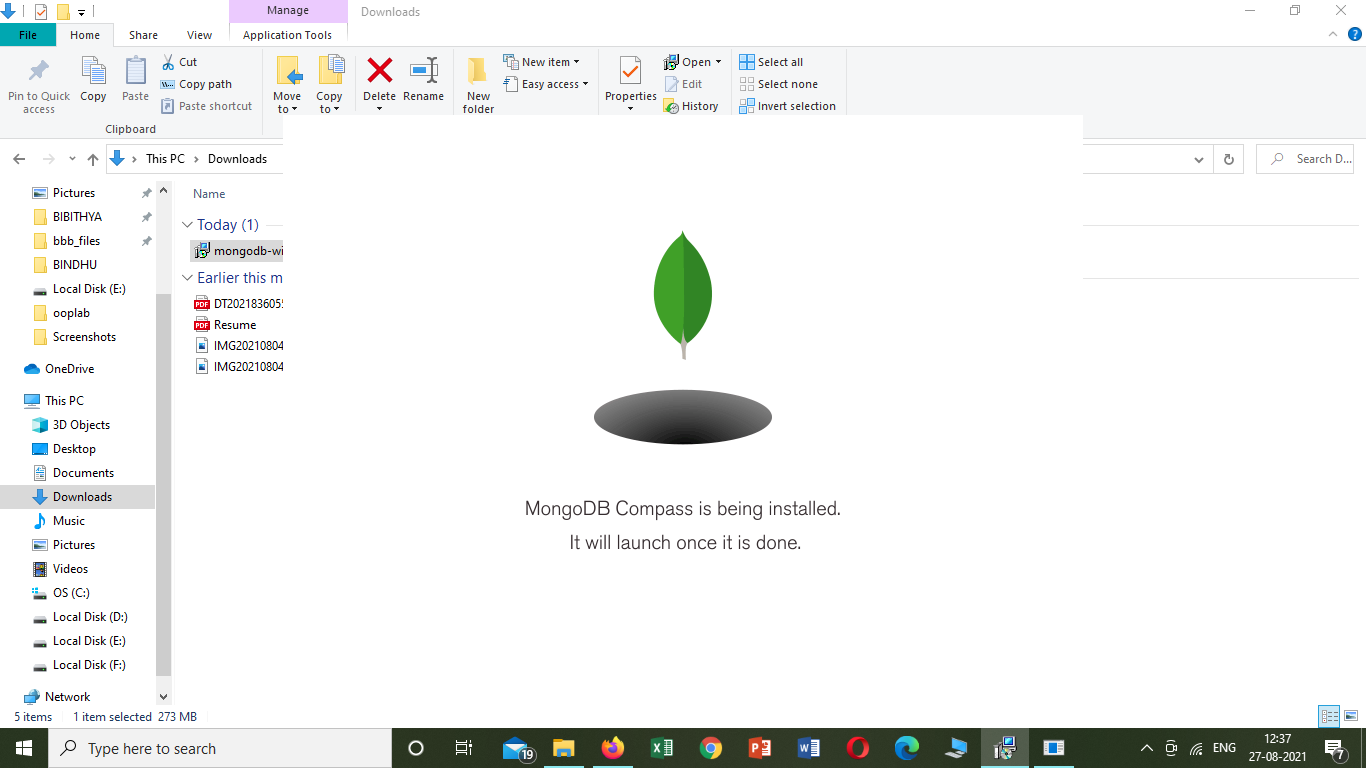 Manage
Downloads
File
Home
Share
View
Application Tools
Pin to Quick
access
Copy
Paste
Cut
Copy path
Paste shortcut
Move
to
Copy
to
Delete
Rename
New
folder
New item
Easy access
Properties
Open
Edit
History
Select all
Select none
Invert selection
Clipboard
This PC
Downloads
Search D...
Pictures
BIBITHYA
bbb_files
BINDHU
Local Disk (E:)
ooplab
Screenshots
OneDrive
This PC
3D Objects
Desktop
Documents
Downloads
Music
Pictures
Videos
OS (C:)
Local Disk (D:)
Local Disk (E:)
Local Disk (F:)
Network
Name
Today (1)
mongodb-wi
Earlier this m
PDF DT2021836055
PDF Resume
IMG20210804
IMG20210804
MongoDB Compass is being installed.
It will launch once it is done.
5 items 1 item selected 273 MB
Type here to search
19
ENG
12:37
27-08-2021
7